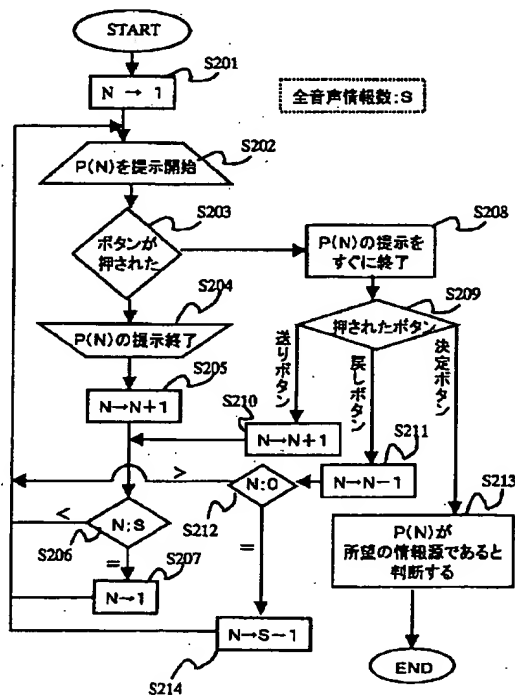 START
S201
N → 1
全音声情報数:S
S202
P(N)を提示開始
S203
ボタンが
押された
S208
P(N)の提示を
すぐに終了
S204
P(N)の提示終了
S209
押されたボタン
送りボタン
戻しボタン
決定ボタン
S205
N→N+1
S210
N→N+1
S211
N→N-1
>
N:0
S212
S213
P(N)が
所望の情報源であると
判断する
<
N:S
S206
=
=
S207
N→1
N→S-1
S214
END